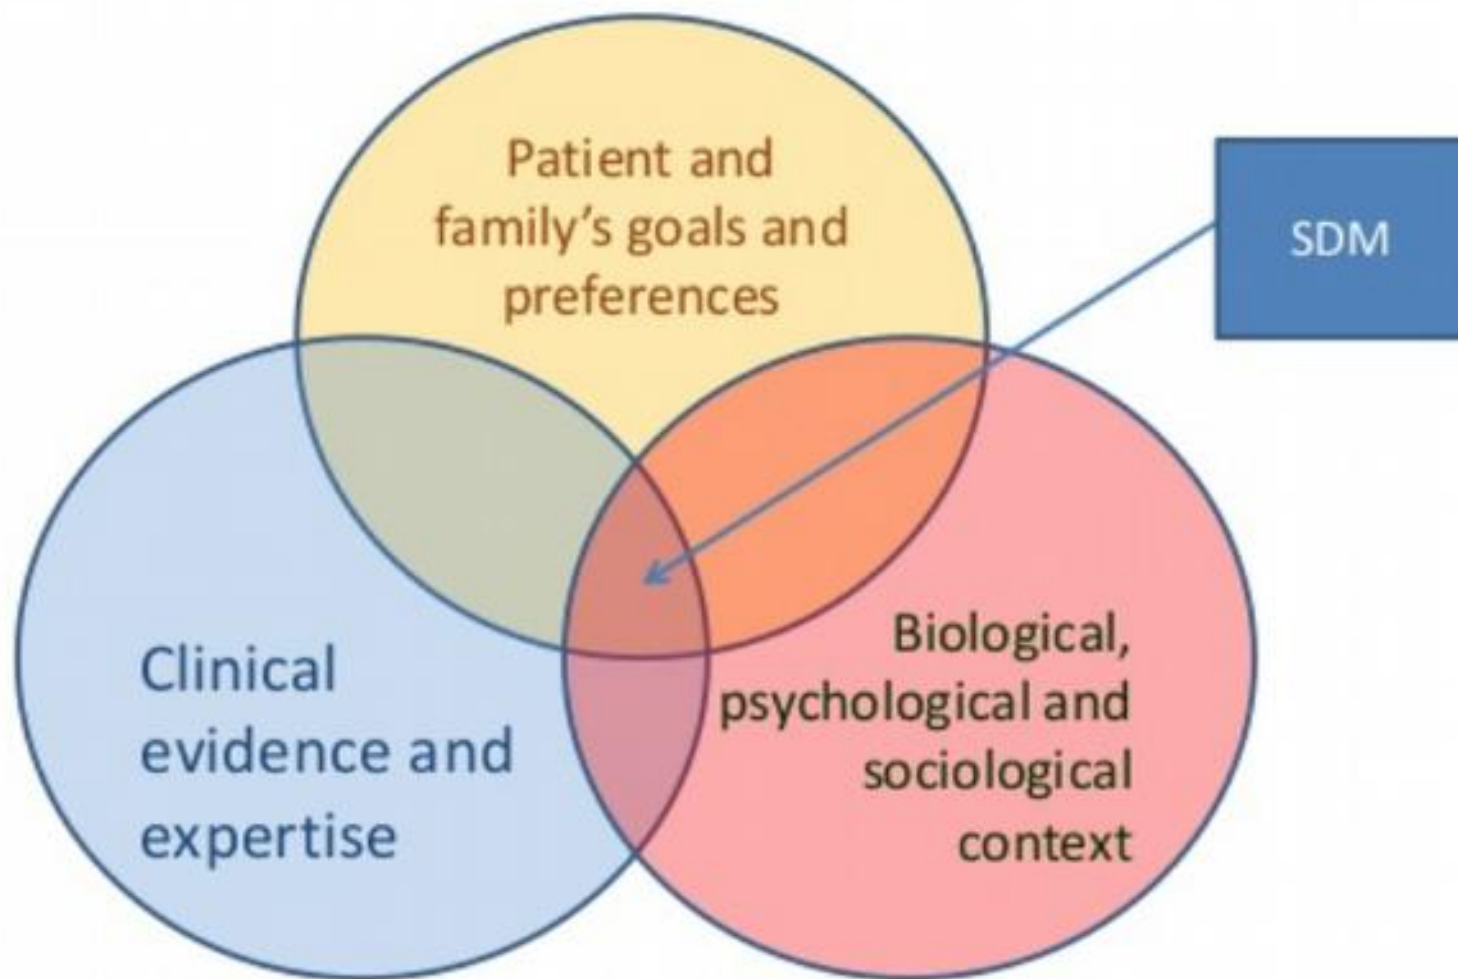 Patient and
family’s goals and
preferences
SDM
Clinical
evidence and
expertise
Biological,
psychological and
sociological
context